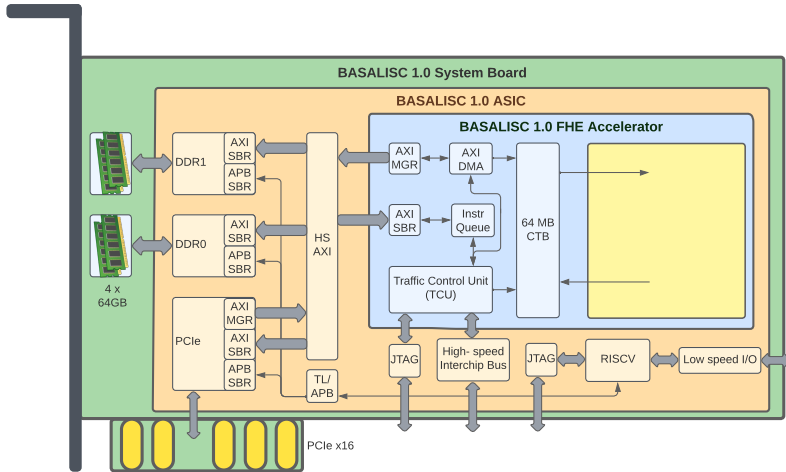 BASALISC 1.0 System Board
BASALISC 1.0 ASIC
BASALISC 1.0 FHE Accelerator
DDR1
AXI
SBR
APB
SBR
DDR0
AXI
SBR
APB
SBR
4 x
64GB
PCIe
AXI
MGR
AXI
SBR
APB
SBR
HS
AXI
TL/
APB
AXI
MGR
AXI
DMA
AXI
SBR
Instr
Queue
64 MB
CTB
Traffic Control Unit
(TCU)
JTAG
High- speed
Interchip Bus
JTAG
RISCV
Low speed I/O
PCIe x16